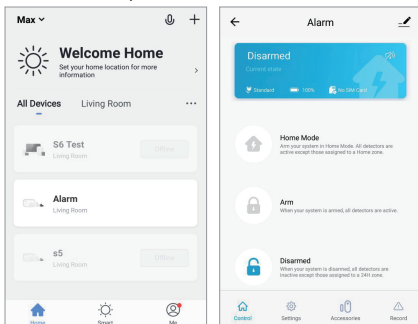 Max
Welcome Home
Set your home location for more
information
All Devices Living Room
S6 Test
Living Room
Offline
Alarm
Living Room
s5
Living Room
Offline
Home Smart Me
Alarm
Disarmed
Current state
Standard 100% No SIM Card
Home Mode
Arm your system in Home Mode. All detectors are
active except those assigned to a Home zone.
Arm
When your system is armed, all detectors are active.
Disarmed
When your system is disarmed, all detectors are
inactive except those assigned to a 24H zone.
Control Settings Accessories Record